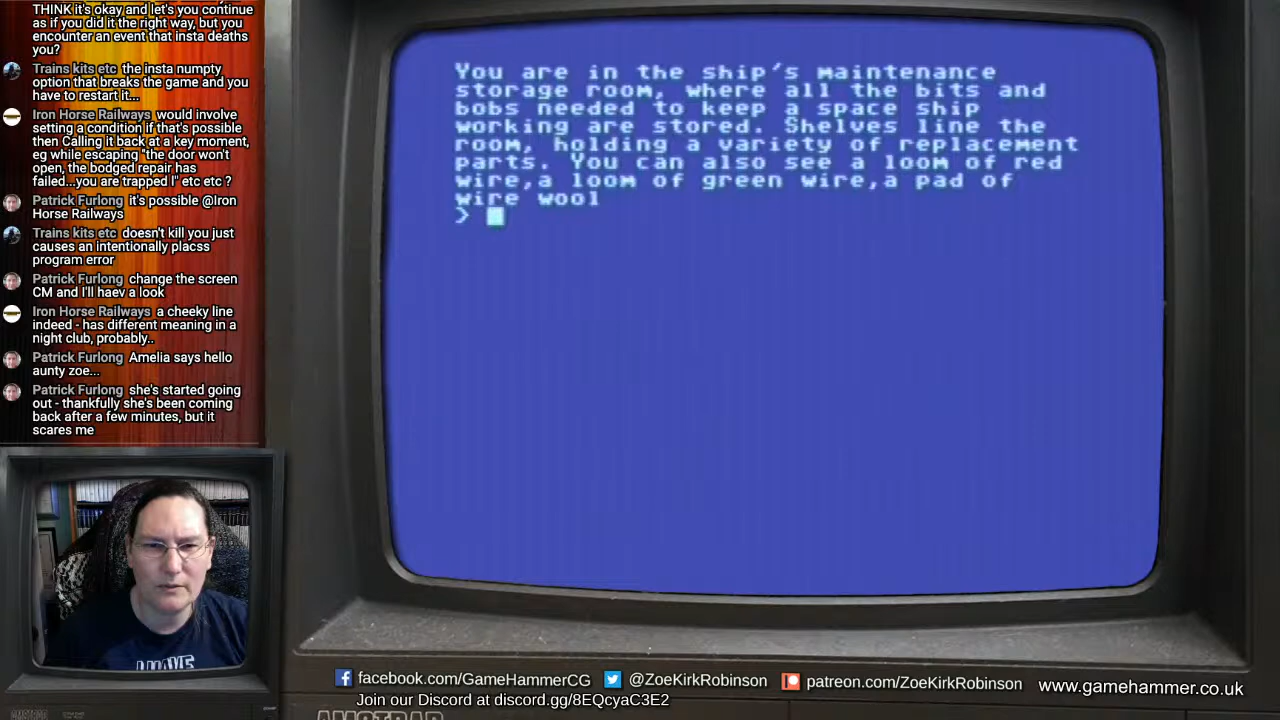 THINK it's okay and let's you continue
as if you did it the right way, but you
encounter an event that insta deaths
you?
Trains kits etc the insta numpty
option that breaks the game and you
have to restart it...
Iron Horse Railways would involve
setting a condition if that's possible
then Calling it back at a key moment,
eg while escaping "the door won't
open, the bodged repair has
failed...you are trapped !" etc etc ?
Patrick Furlong it's possible @Iron
Horse Railways
Trains kits etc doesn't kill you just
causes an intentionally placss
program error
Patrick Furlong change the screen
CM and I'll haev a look
Iron Horse Railways a cheeky line
indeed - has different meaning in a
night club, probably..
Patrick Furlong Amelia says hello
aunty zoe...
Patrick Furlong she's started going
out - thankfully she's been coming
back after a few minutes, but it
scares me
You are in the ship's maintenance
storage room, where all the bits and
bobs needed to keep a space ship
working are stored. Shelves line the
room, holding a variety of replacement
parts. You can also see a loom of red
wire,a loom of green wire,a pad of
wire wool
>
facebook.com/GameHammerCG @ZoeKirkRobinson patreon.com/ZoeKirkRobinson www.gamehammer.co.uk
Join our Discord at discord.gg/8EQcyaC3E2